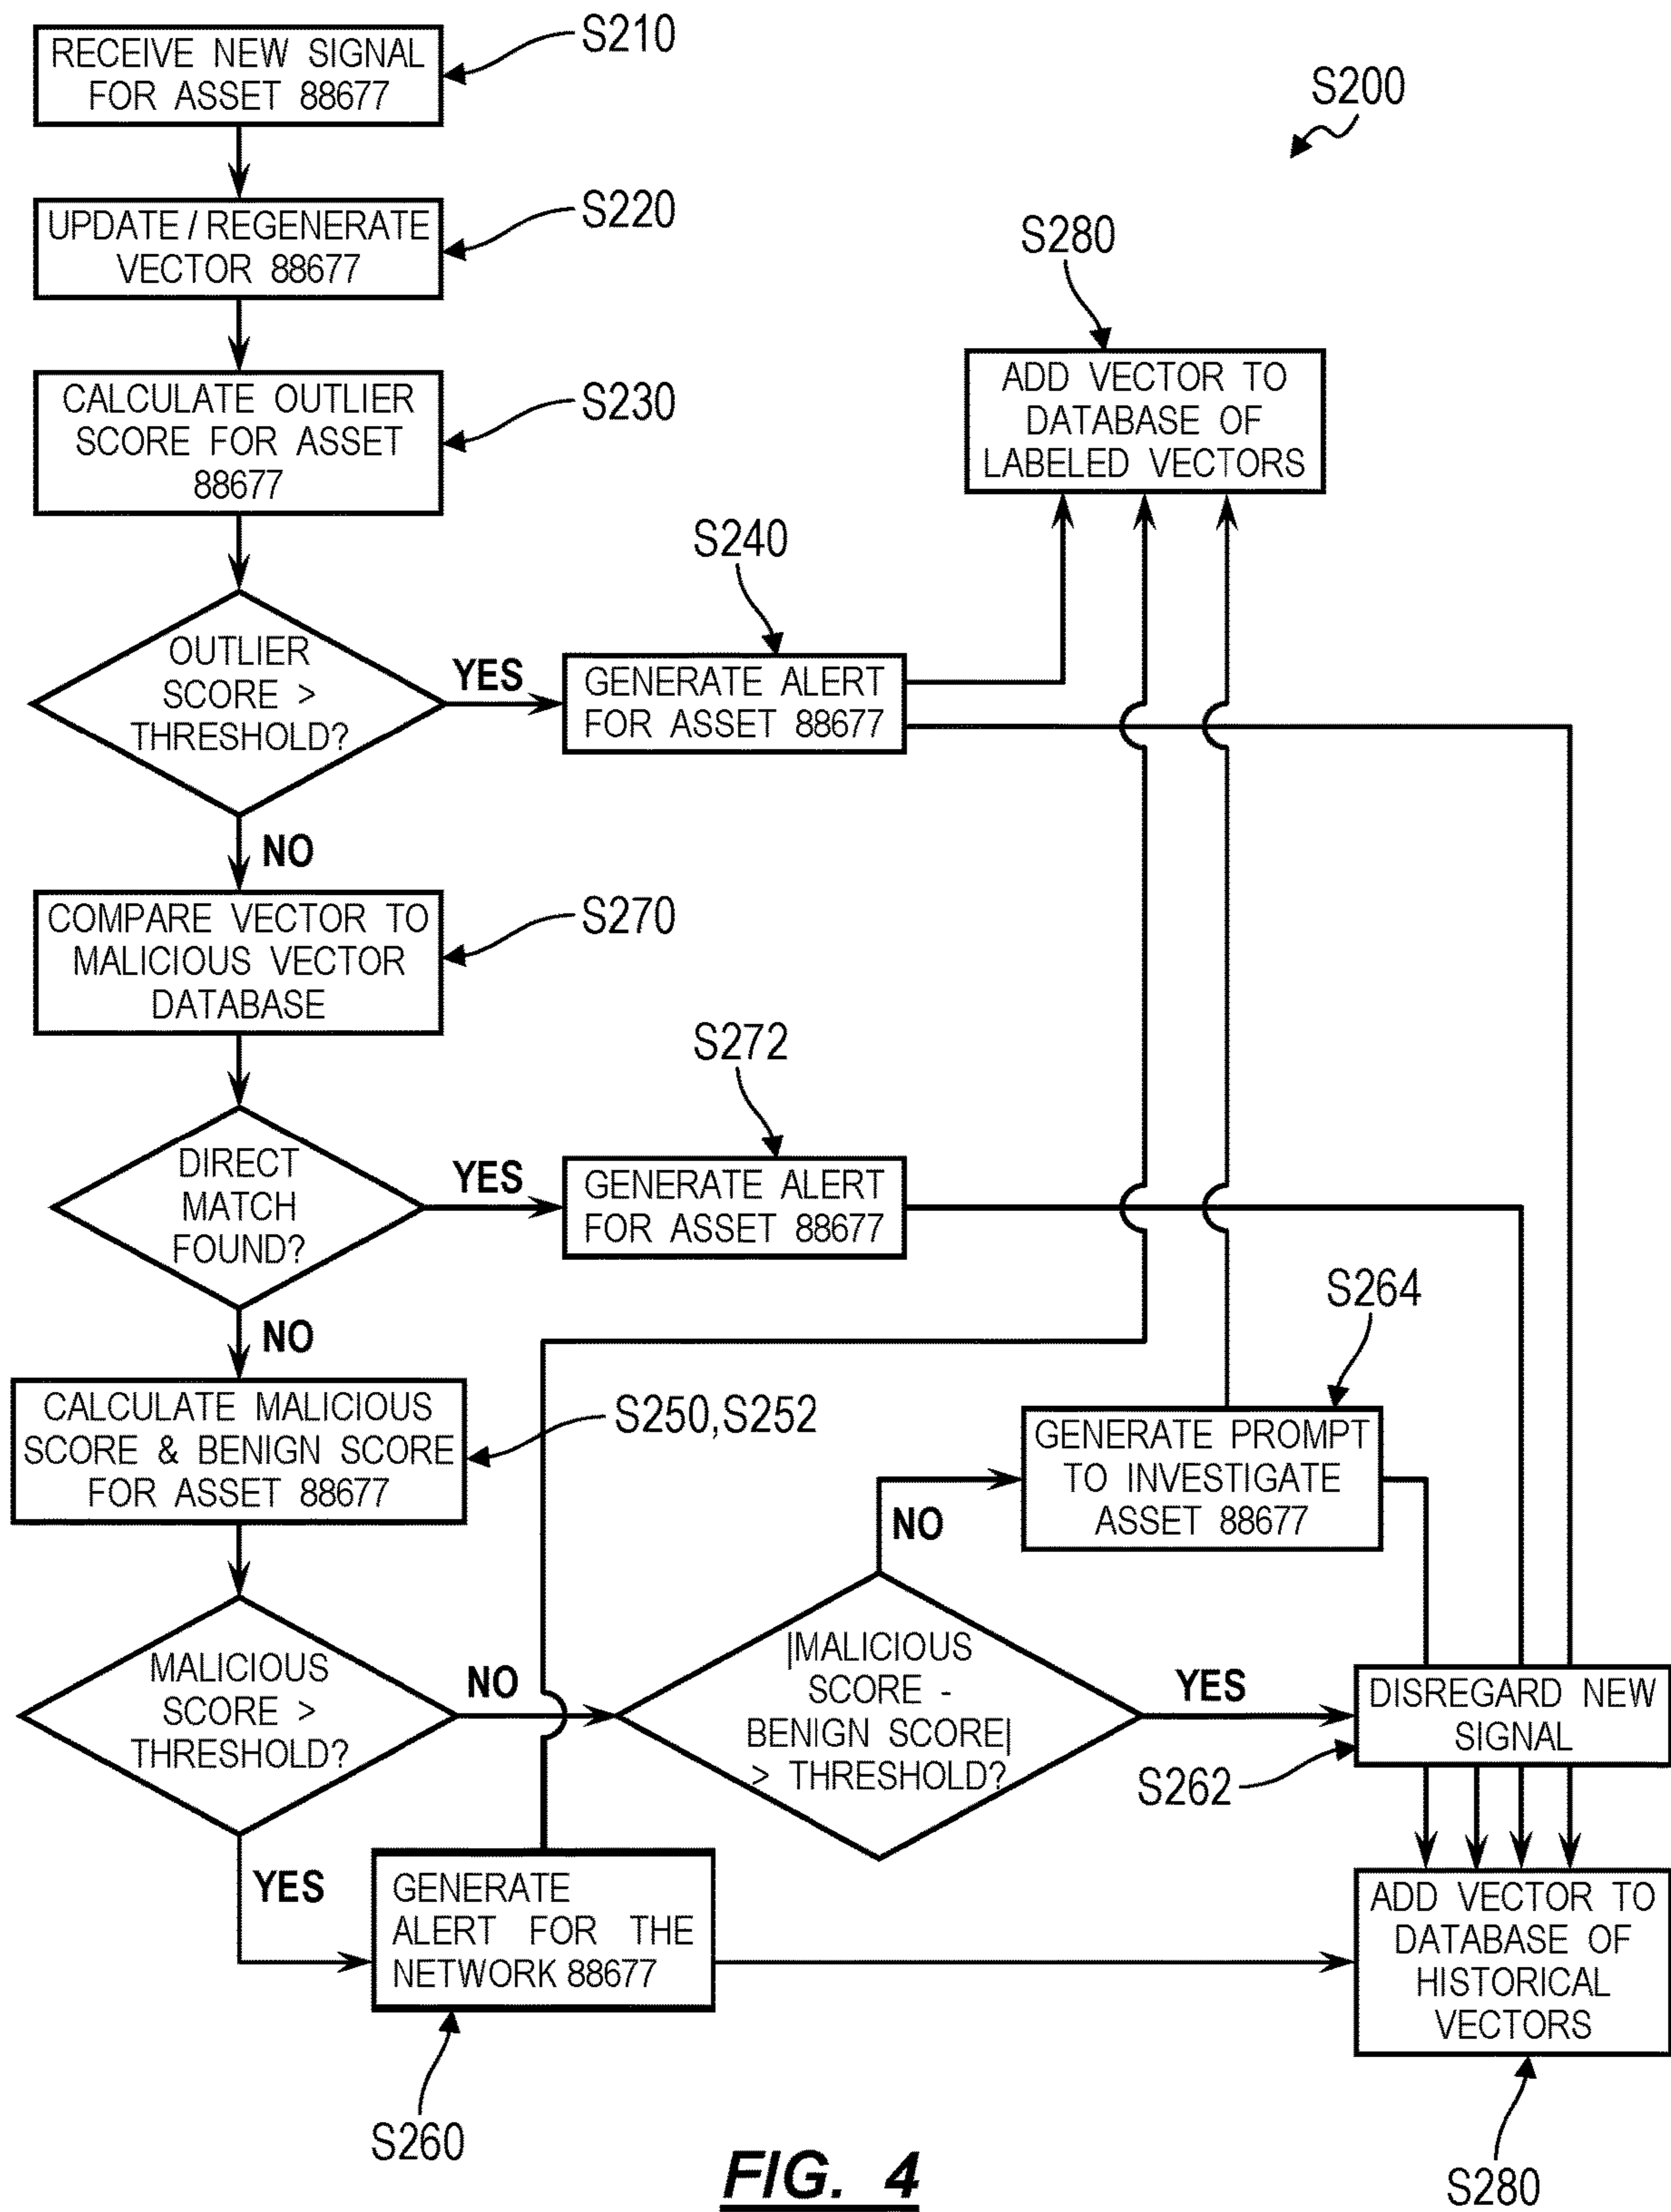 RECEIVE NEW SIGNAL
FOR ASSET 88677
S210
S200
UPDATE / REGENERATE
VECTOR 88677
S220
S280
CALCULATE OUTLIER
SCORE FOR ASSET
88677
S230
ADD VECTOR TO
DATABASE OF
LABELED VECTORS
S240
OUTLIER
SCORE >
THRESHOLD?
YES
GENERATE ALERT
FOR ASSET 88677
NO
COMPARE VECTOR TO
MALICIOUS VECTOR
DATABASE
S270
S272
DIRECT
MATCH
FOUND?
YES
GENERATE ALERT
FOR ASSET 88677
NO
S264
CALCULATE MALICIOUS
SCORE & BENIGN SCORE
FOR ASSET 88677
S250,S252
GENERATE PROMPT
TO INVESTIGATE
ASSET 88677
NO
MALICIOUS
SCORE >
THRESHOLD?
NO
|MALICIOUS
SCORE -
BENIGN SCORE|
> THRESHOLD?
YES
DISREGARD NEW
SIGNAL
S262
YES
GENERATE
ALERT FOR THE
NETWORK 88677
ADD VECTOR TO
DATABASE OF
HISTORICAL
VECTORS
S260
S280
FIG. 4